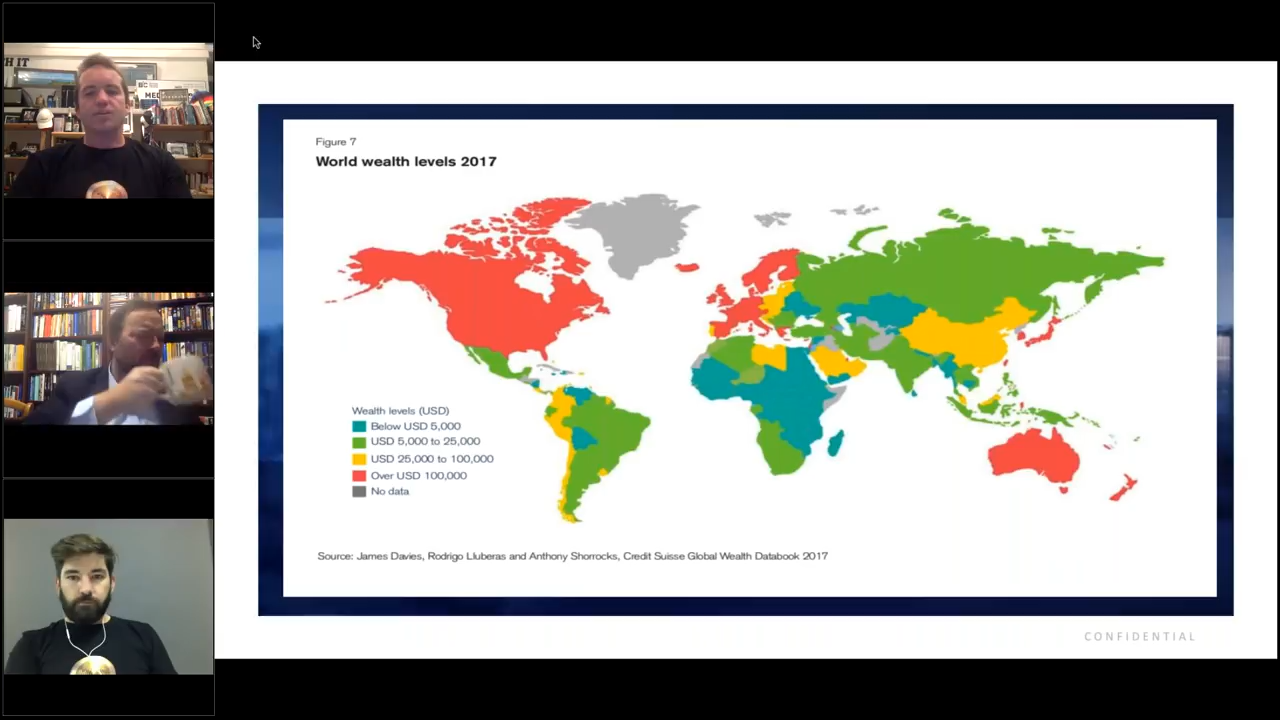 H IT
MED
Figure 7
World wealth levels 2017
Wealth levels (USD)
Below USD 5,000
USD 5,000 to 25,000
USD 25,000 to 100,000
Over USD 100,000
No data
Source: James Davies, Rodrigo Lluberas and Anthony Shorrocks, Credit Suisse Global Wealth Databook 2017
CONFIDENTIAL